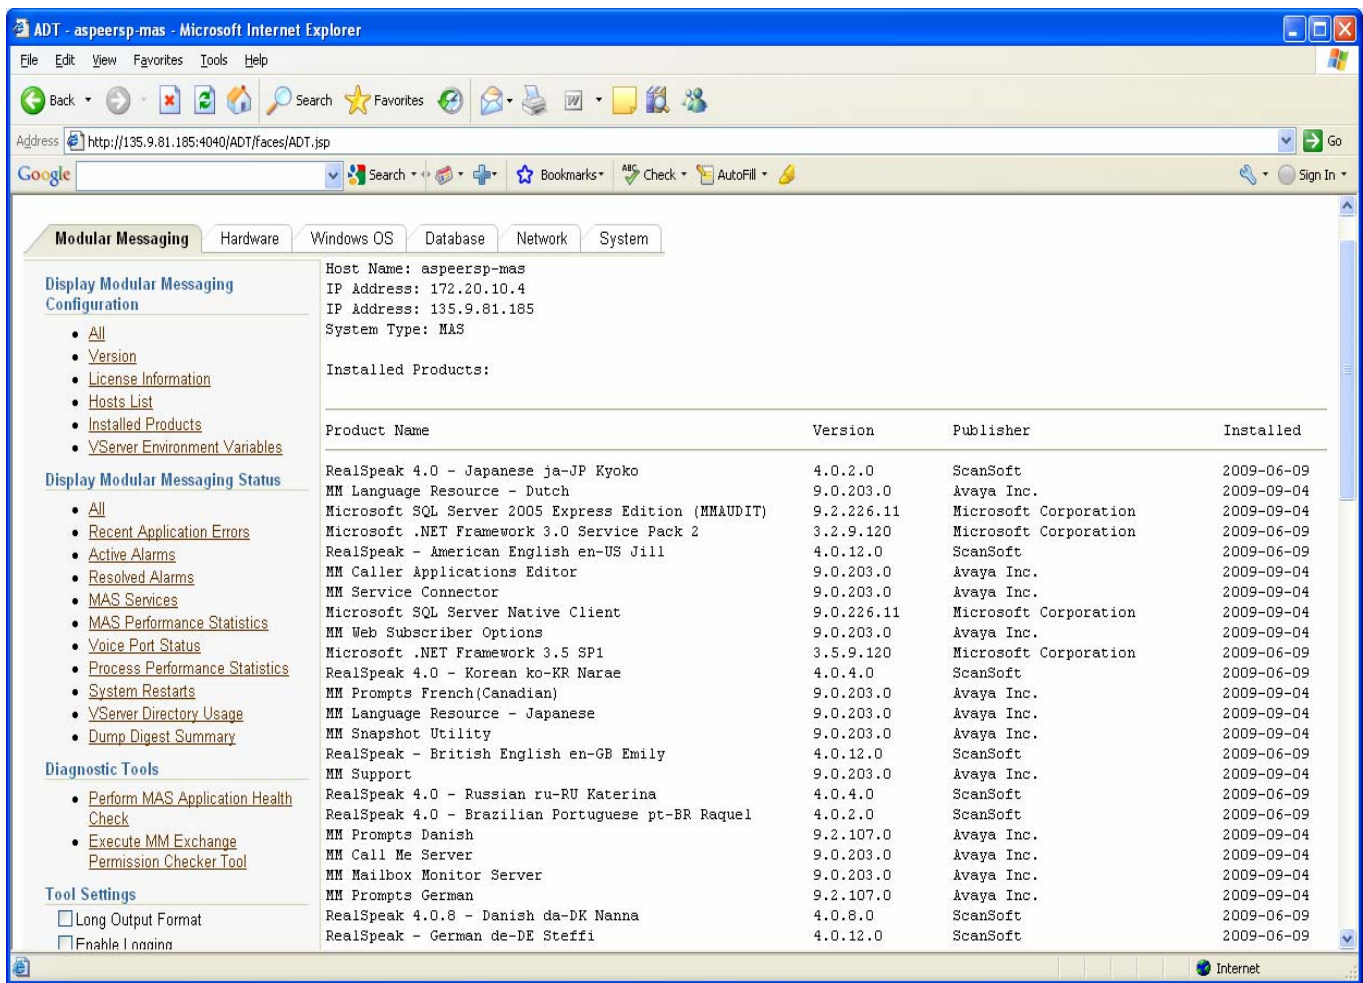 ADT - aspeersp-mas - Microsoft Internet Explorer
File Edit View Favorites Tools Help
Back Search Favorites
Address http://135.9.81.185:4040/ADT/faces/ADT.jsp Go
Google Search Bookmarks ABC Check AutoFill Sign In
Modular Messaging Hardware Windows OS Database Network System
Display Modular Messaging Configuration
All
Version
License Information
Hosts List
Installed Products
VServer Environment Variables
Display Modular Messaging Status
All
Recent Application Errors
Active Alarms
Resolved Alarms
MAS Services
MAS Performance Statistics
Voice Port Status
Process Performance Statistics
System Restarts
VServer Directory Usage
Dump Digest Summary
Diagnostic Tools
Perform MAS Application Health Check
Execute MM Exchange Permission Checker Tool
Tool Settings
Long Output Format
Enable Logging
Host Name: aspeersp-mas
IP Address: 172.20.10.4
IP Address: 135.9.81.185
System Type: MAS
Installed Products:
Product Name Version Publisher Installed
RealSpeak 4.0 - Japanese ja-JP Kyoko 4.0.2.0 ScanSoft 2009-06-09
MM Language Resource - Dutch 9.0.203.0 Avaya Inc. 2009-09-04
Microsoft SQL Server 2005 Express Edition (MMAUDIT) 9.2.226.11 Microsoft Corporation 2009-09-04
Microsoft .NET Framework 3.0 Service Pack 2 3.2.9.120 Microsoft Corporation 2009-06-09
RealSpeak - American English en-US Jill 4.0.12.0 ScanSoft 2009-06-09
MM Caller Applications Editor 9.0.203.0 Avaya Inc. 2009-09-04
MM Service Connector 9.0.203.0 Avaya Inc. 2009-09-04
Microsoft SQL Server Native Client 9.0.226.11 Microsoft Corporation 2009-09-04
MM Web Subscriber Options 9.0.203.0 Avaya Inc. 2009-09-04
Microsoft .NET Framework 3.5 SP1 3.5.9.120 Microsoft Corporation 2009-09-04
RealSpeak 4.0 - Korean ko-KR Narae 4.0.4.0 ScanSoft 2009-06-09
MM Prompts French(Canadian) 9.0.203.0 Avaya Inc. 2009-09-04
MM Language Resource - Japanese 9.0.203.0 Avaya Inc. 2009-09-04
MM Snapshot Utility 9.0.203.0 Avaya Inc. 2009-09-04
RealSpeak - British English en-GB Emily 4.0.12.0 ScanSoft 2009-06-09
MM Support 9.0.203.0 Avaya Inc. 2009-09-04
RealSpeak 4.0 - Russian ru-RU Katerina 4.0.4.0 ScanSoft 2009-06-09
RealSpeak 4.0 - Brazilian Portuguese pt-BR Raquel 4.0.2.0 ScanSoft 2009-06-09
MM Prompts Danish 9.2.107.0 Avaya Inc. 2009-09-04
MM Call Me Server 9.0.203.0 Avaya Inc. 2009-09-04
MM Mailbox Monitor Server 9.0.203.0 Avaya Inc. 2009-09-04
MM Prompts German 9.2.107.0 Avaya Inc. 2009-09-04
RealSpeak 4.0.8 - Danish da-DK Nanna 4.0.8.0 ScanSoft 2009-06-09
RealSpeak - German de-DE Steffi 4.0.12.0 ScanSoft 2009-06-09
Internet